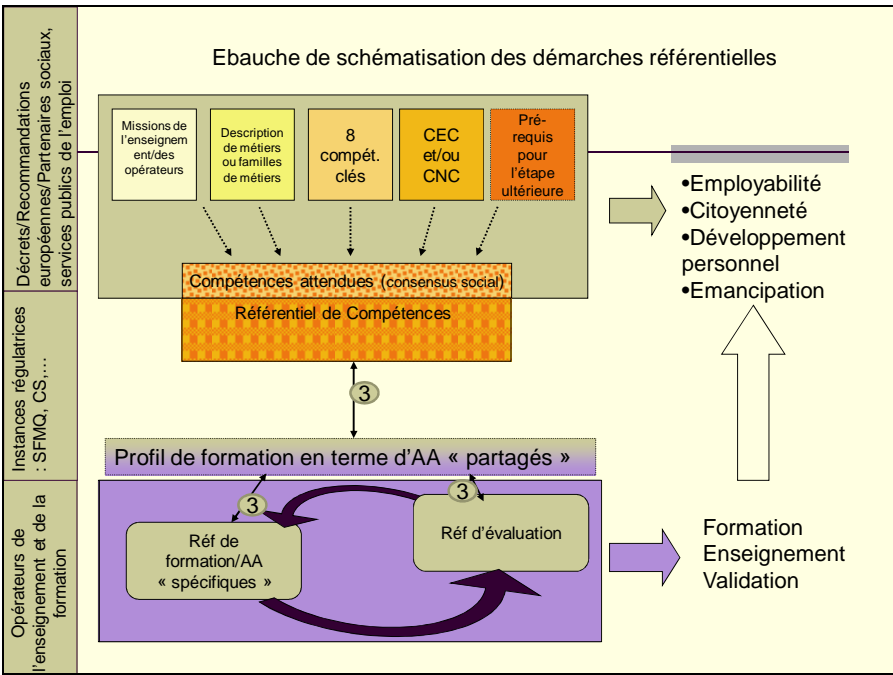 Ebauche de schématisation des démarches référentielles
Décrets/Recommandations
européennes/Partenaires sociaux,
services publics de l'emploi
Missions de
l'enseignem
ent/des
opérateurs
Description
de métiers
ou familles
de métiers
8
compét.
clés
CEC
et/ou
CNC
Pré-
requis
pour
l'étape
ultérieure
•Employabilité
•Citoyenneté
•Développement
personnel
•Emancipation
Compétences attendues (consensus social)
Référentiel de Compétences
Instances régulatrices
: SFMQ, CS,…
3
Profil de formation en terme d'AA « partagés »
Opérateurs de
l'enseignement et de la
formation
3
3
Réf de
formation/AA
« spécifiques »
Réf d'évaluation
Formation
Enseignement
Validation